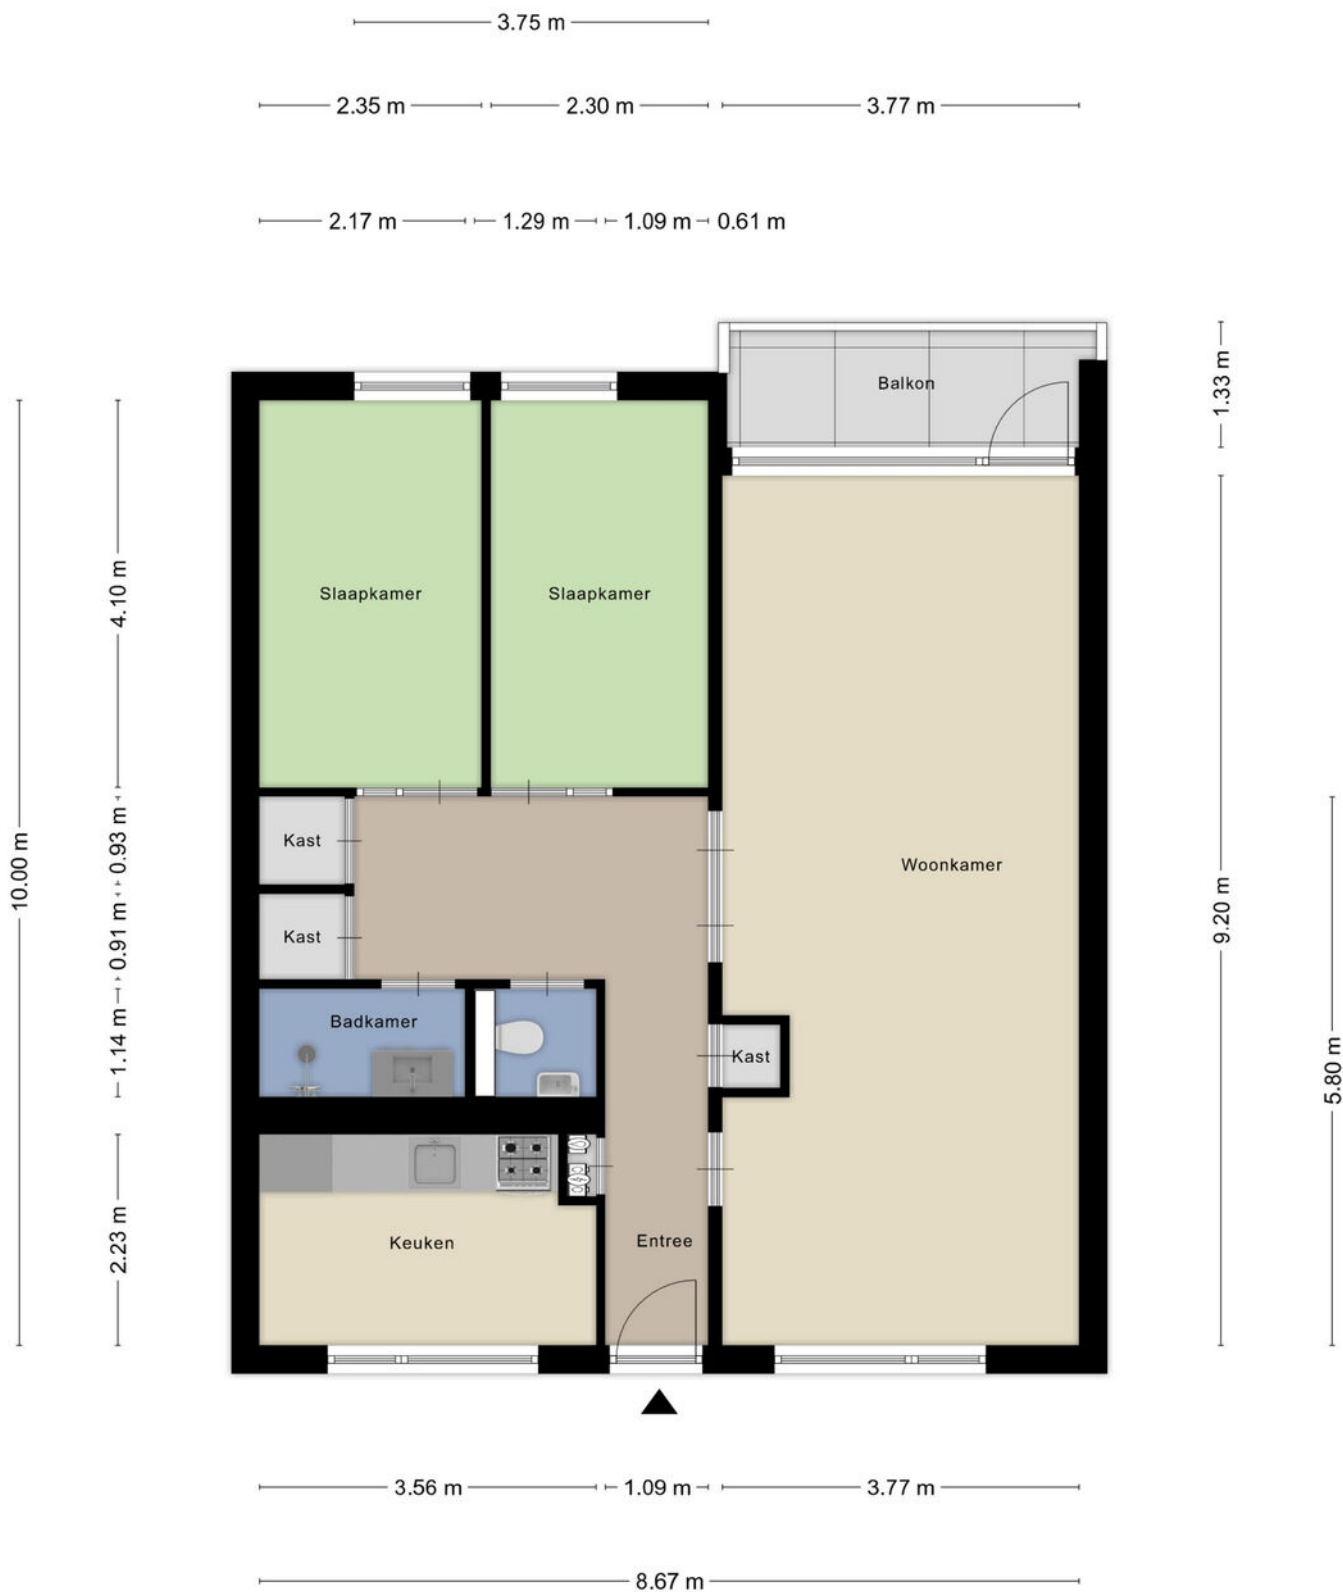 3.75 m
2.35 m
2.30 m
3.77 m
2.17 m
1.29 m
1.09 m
0.61 m
Balkon
1.33 m
Slaapkamer
Slaapkamer
4.10 m
10.00 m
Kast
0.93 m
Woonkamer
9.20 m
Kast
0.91 m
Badkamer
1.14 m
Kast
5.80 m
Keuken
2.23 m
Entree
3.56 m
1.09 m
3.77 m
8.67 m